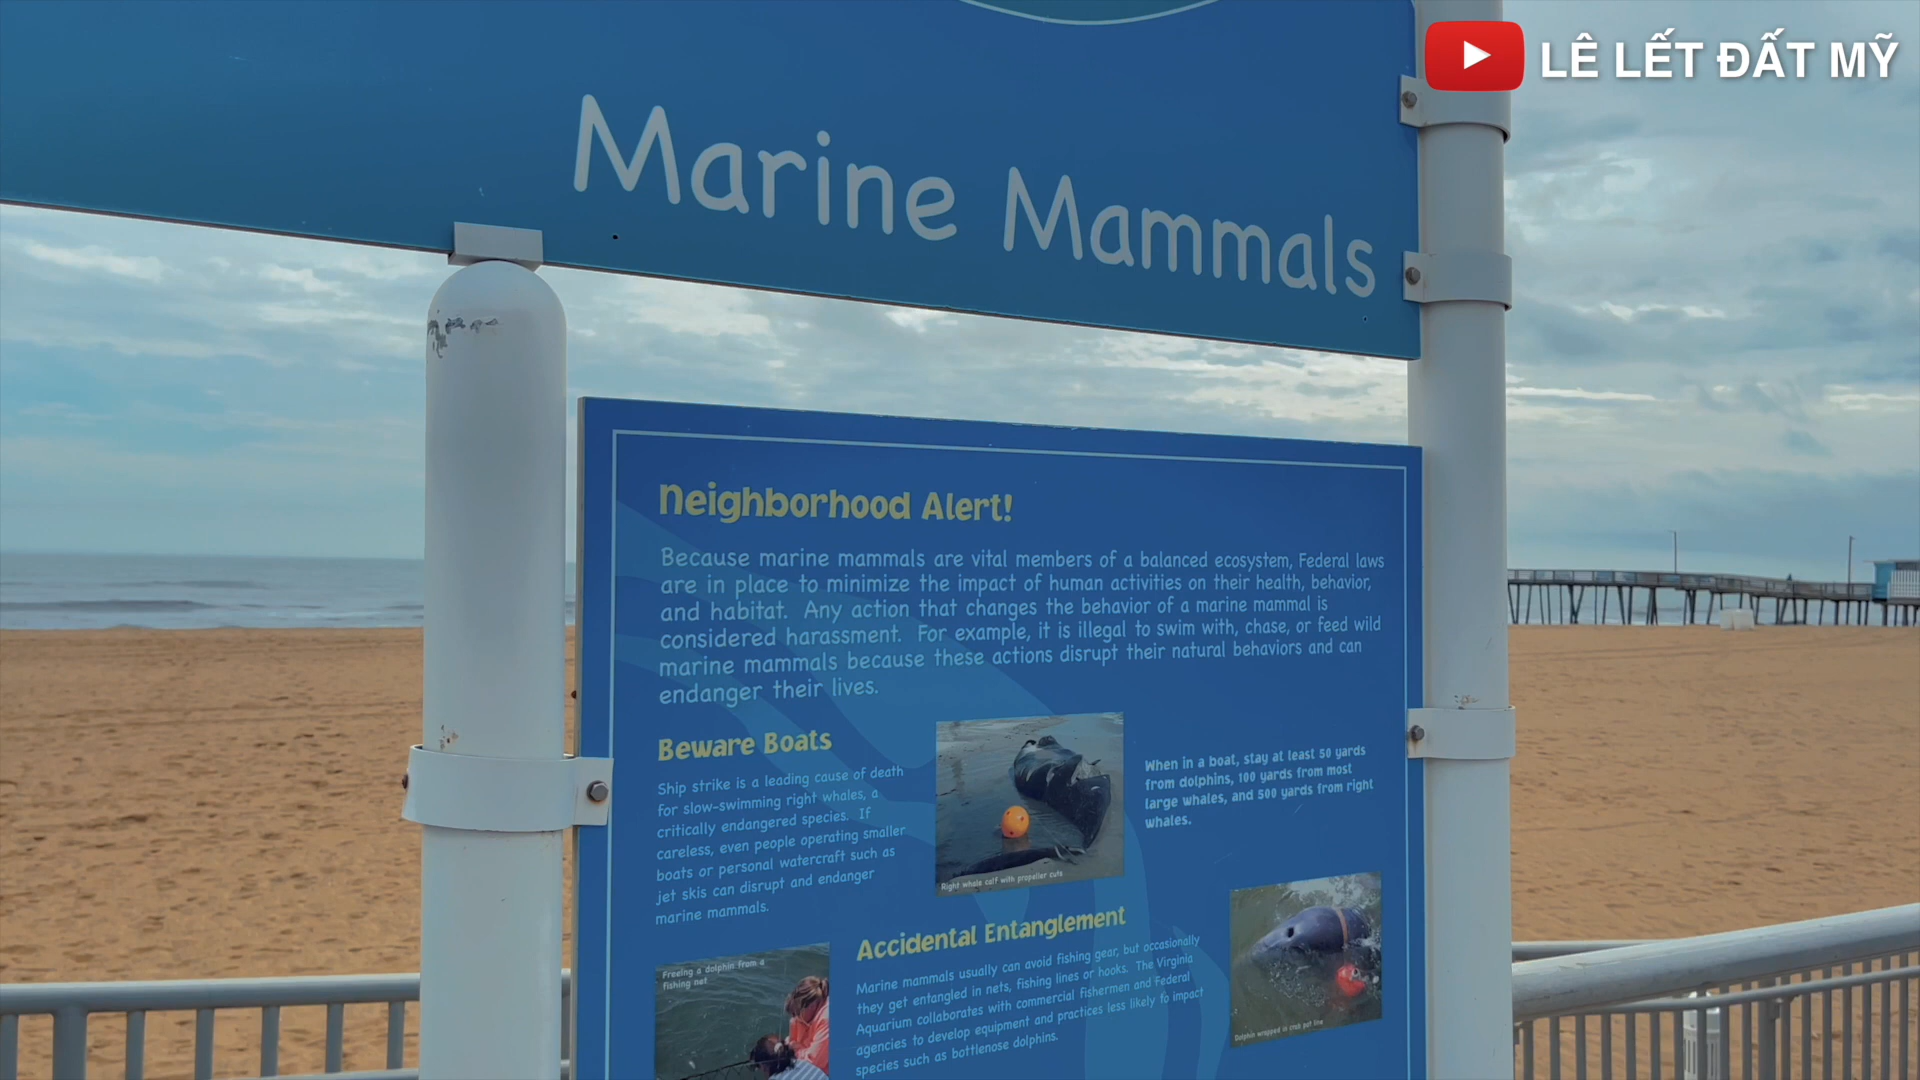 LÊ LẾT ĐẤT MỸ
Marine Mammals
Neighborhood Alert!
Because marine mammals are vital members of a balanced ecosystem, Federal laws
are in place to minimize the impact of human activities on their health, behavior,
and habitat. Any action that changes the behavior of a marine mammal is
considered harassment. For example, it is illegal to swim with, chase, or feed wild
marine mammals because these actions disrupt their natural behaviors and can
endanger their lives.
Beware Boats
Ship strike is a leading cause of death
for slow-swimming right whales, a
critically endangered species. If
careless, even people operating smaller
boats or personal watercraft such as
jet skis can disrupt and endanger
marine mammals.
Right whale calf with propeller cuts
When in a boat, stay at least 50 yards
from dolphins, 100 yards from most
large whales, and 500 yards from right
whales.
Freeing a dolphin from a
fishing net
Accidental Entanglement
Marine mammals usually can avoid fishing gear, but occasionally
they get entangled in nets, fishing lines or hooks. The Virginia
Aquarium collaborates with commercial fishermen and Federal
agencies to develop equipment and practices less likely to impact
species such as bottlenose dolphins.
Dolphin wrapped in crab pot line